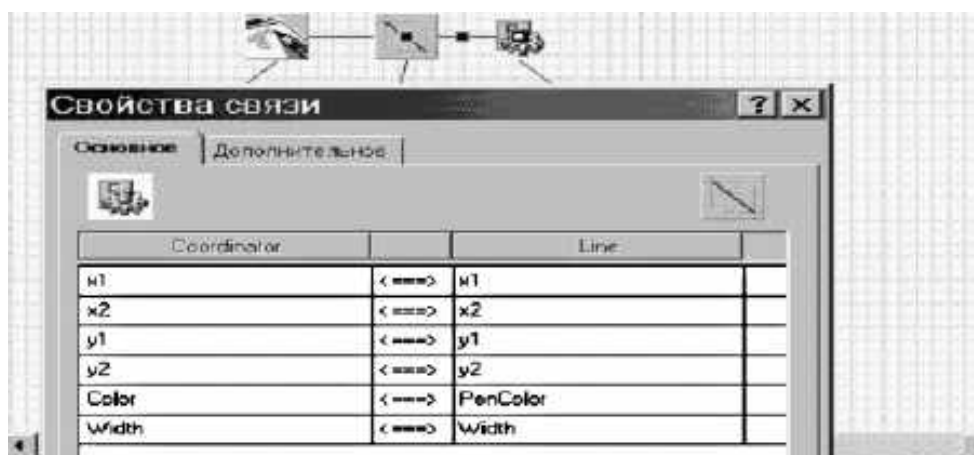 Свойства связи
Основное Дополнительное
Coordinator Line
x1 <===> x1
x2 <===> x2
y1 <===> y1
y2 <===> y2
Color <===> PenColor
Width <===> Width